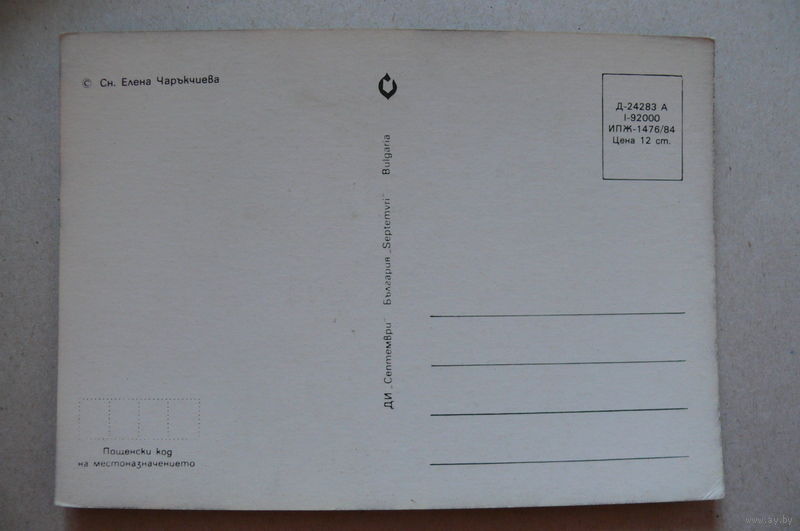 © Сн. Елена Чаръкчиева
Д-24283 А
I-92000
ИПЖ-1476/84
Цена 12 ст.
ДИ „Септември" България „Septemvri" Bulgaria
Пощенски код
на местоназначението
www.ay.by